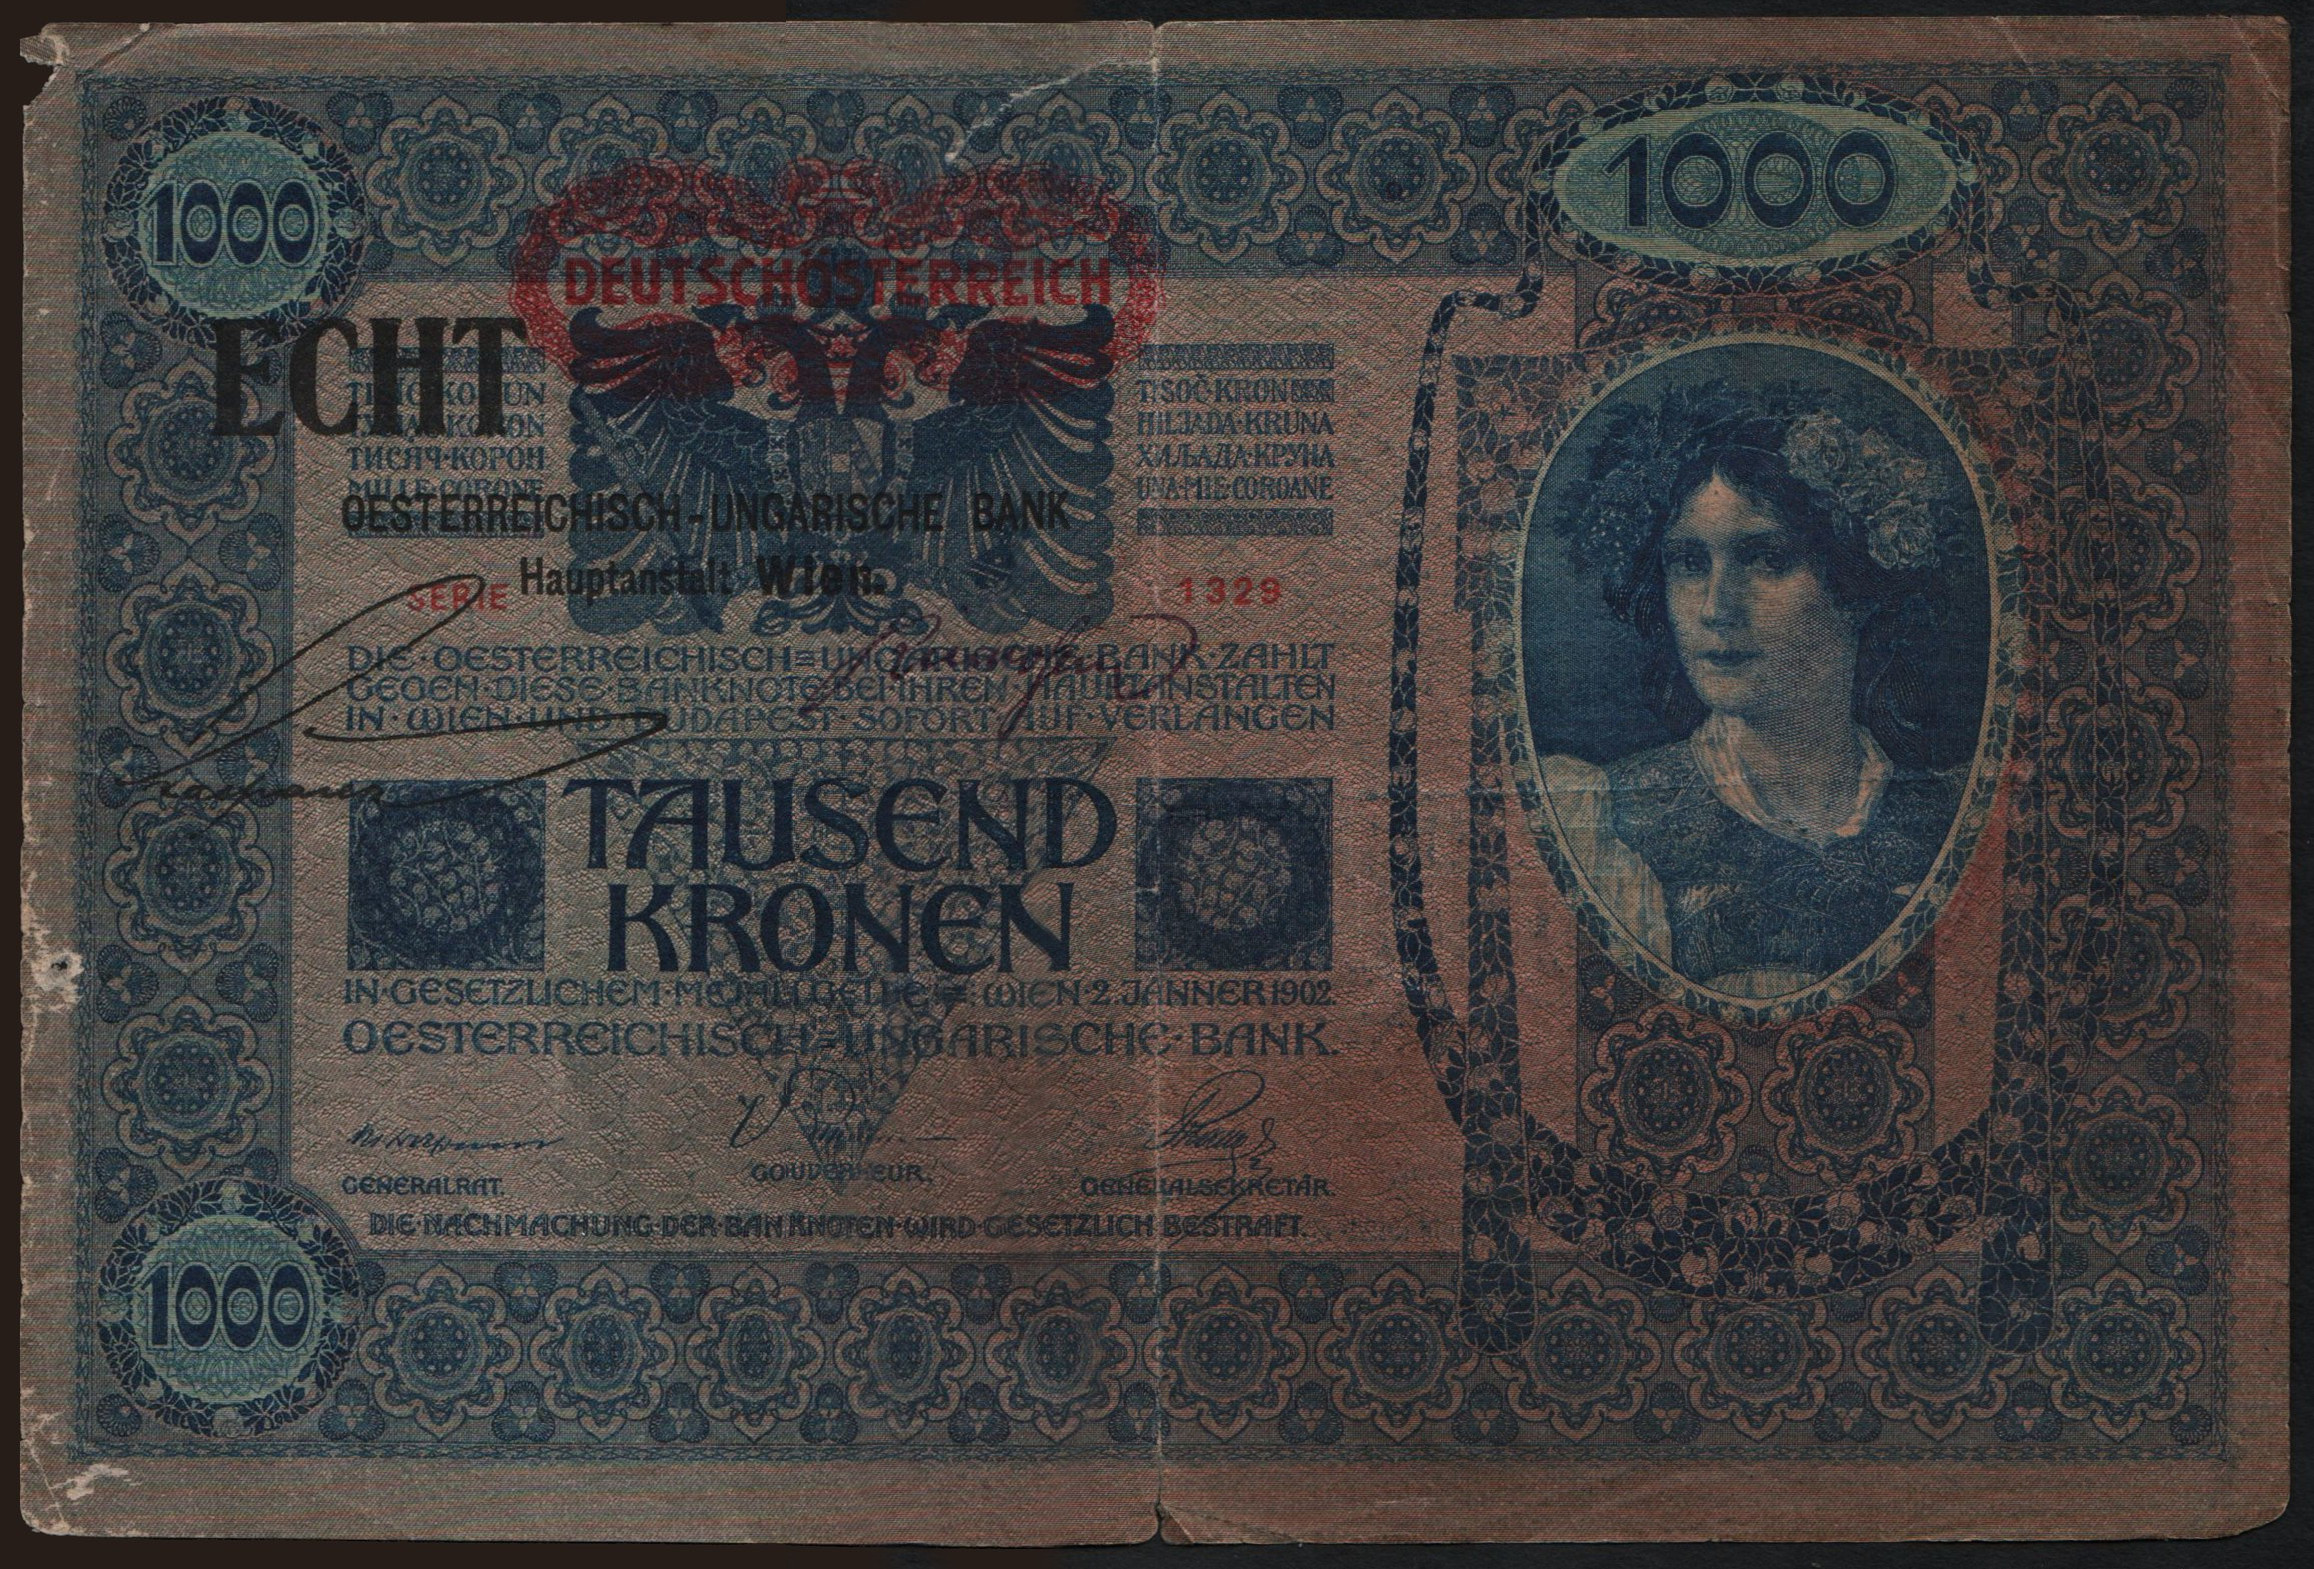 1000
1000
DEUTSCHÖSTERREICH
ECHT
ТИСЯЧ·КОРОН
MILLE·CORONE
TISOČ·KRON
HILJADA·KRUNA
ХИЉАДА·КРУНА
UNA·MIE·COROANE
OESTERREICHISCH-UNGARISCHE BANK
Hauptanstalt Wien.
SERIE 1329
DIE·OESTERREICHISCH=UNGARISCHE·BANK·ZAHLT
GEGEN·DIESE·BANKNOTE·BEI·IHREN·HAUPTANSTALTEN
IN·WIEN·UND·BUDAPEST·SOFORT·AUF·VERLANGEN
TAUSEND
KRONEN
IN·GESETZLICHEM·METALLGELDE=:WIEN·2.JÄNNER 1902.
OESTERREICHISCH=UNGARISCHE·BANK.
GENERALRAT.
GOUVERNEUR.
GENERALSEKRETÄR.
DIE·NACHMACHUNG·DER·BANKNOTEN·WIRD·GESETZLICH BESTRAFT.
1000